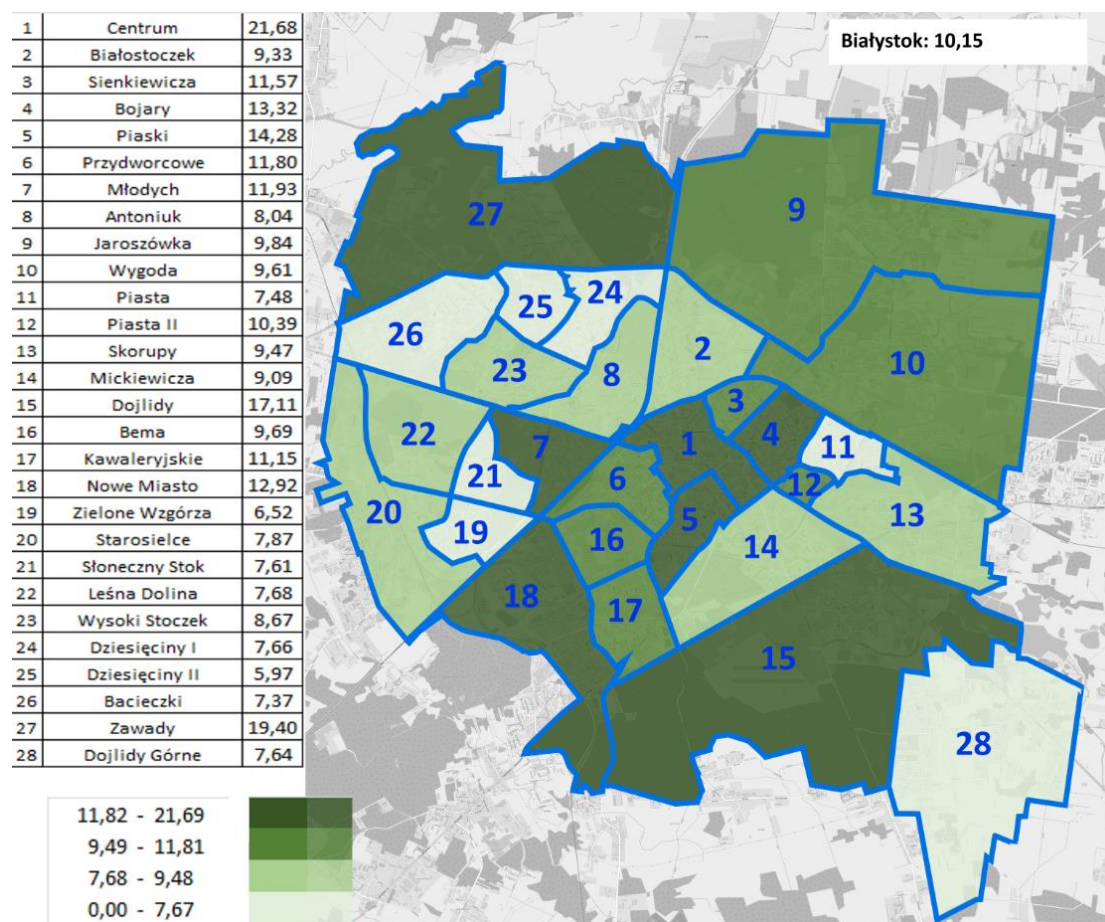 1 Centrum 21,68
2 Białostoczek 9,33
3 Sienkiewicza 11,57
4 Bojary 13,32
5 Piaski 14,28
6 Przydworcowe 11,80
7 Młodych 11,93
8 Antoniuk 8,04
9 Jaroszówka 9,84
10 Wygoda 9,61
11 Piasta 7,48
12 Piasta II 10,39
13 Skorupy 9,47
14 Mickiewicza 9,09
15 Dojlidy 17,11
16 Bema 9,69
17 Kawaleryjskie 11,15
18 Nowe Miasto 12,92
19 Zielone Wzgórza 6,52
20 Starosielce 7,87
21 Słoneczny Stok 7,61
22 Leśna Dolina 7,68
23 Wysoki Stoczek 8,67
24 Dziesięciny I 7,66
25 Dziesięciny II 5,97
26 Bacieczki 7,37
27 Zawady 19,40
28 Dojlidy Górne 7,64
11,82 - 21,69
9,49 - 11,81
7,68 - 9,48
0,00 - 7,67
Białystok: 10,15
27
9
25
24
26
23
8
2
10
3
22
7
1
4
11
21
6
12
20
19
5
13
16
14
18
17
15
28